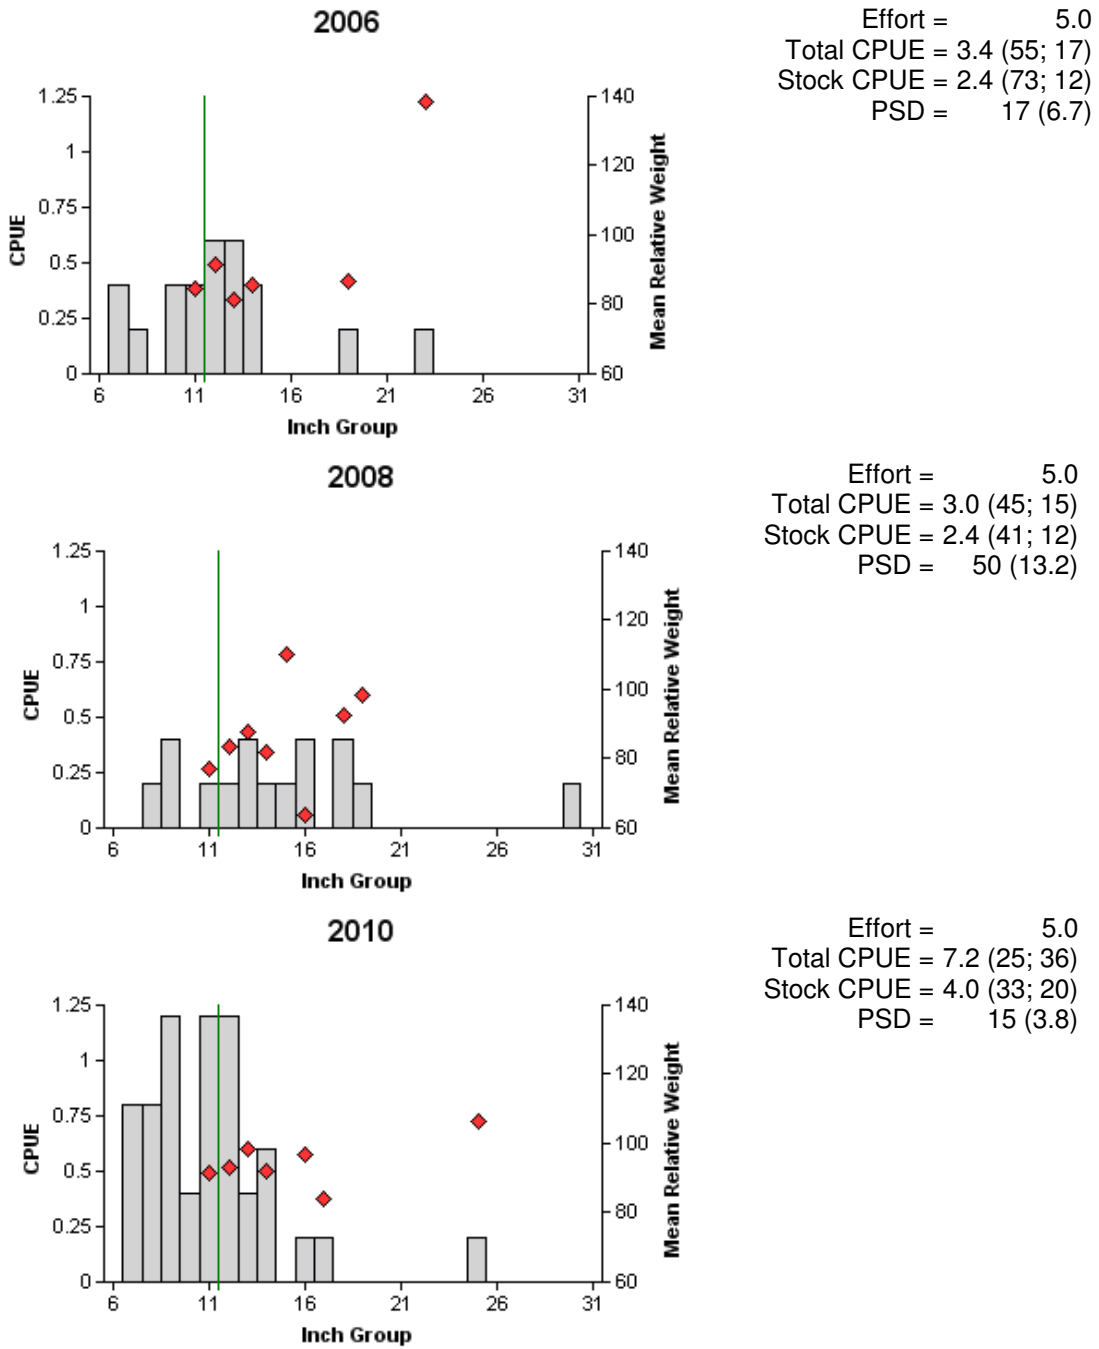 2006
Effort = 5.0
Total CPUE = 3.4 (55; 17)
Stock CPUE = 2.4 (73; 12)
PSD = 17 (6.7)
1.25
1
0.75
0.5
0.25
0
CPUE
140
120
100
80
60
Mean Relative Weight
6 11 16 21 26 31
Inch Group
2008
Effort = 5.0
Total CPUE = 3.0 (45; 15)
Stock CPUE = 2.4 (41; 12)
PSD = 50 (13.2)
1.25
1
0.75
0.5
0.25
0
CPUE
140
120
100
80
60
Mean Relative Weight
6 11 16 21 26 31
Inch Group
2010
Effort = 5.0
Total CPUE = 7.2 (25; 36)
Stock CPUE = 4.0 (33; 20)
PSD = 15 (3.8)
1.25
1
0.75
0.5
0.25
0
CPUE
140
120
100
80
60
Mean Relative Weight
6 11 16 21 26 31
Inch Group